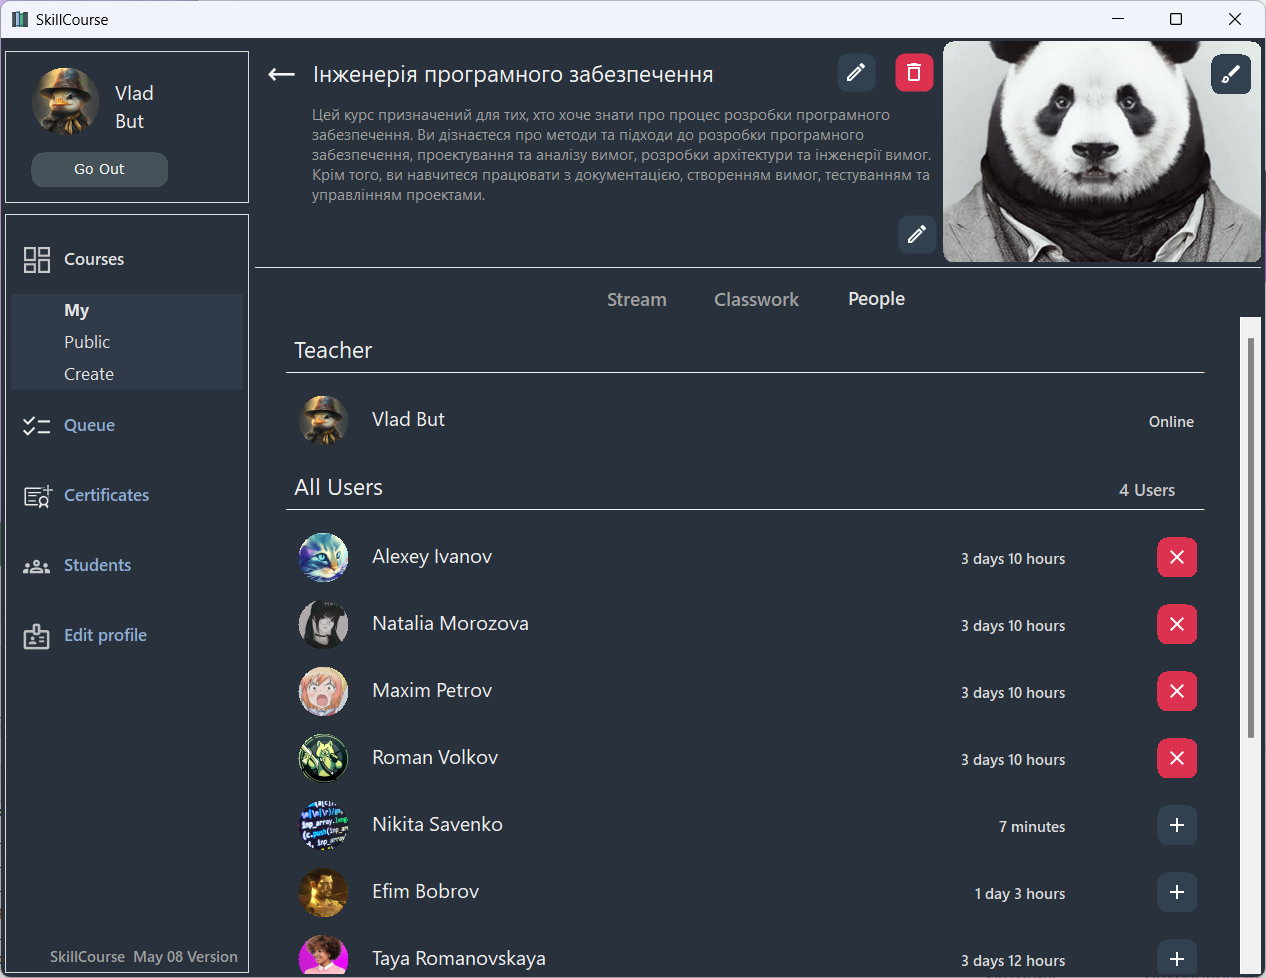 SkillCourse
Vlad
But
Go Out
Courses
My
Public
Create
Queue
Certificates
Students
Edit profile
SkillCourse May 08 Version
Інженерія програмного забезпечення
Цей курс призначений для тих, хто хоче знати про процес розробки програмного
забезпечення. Ви дізнаєтеся про методи та підходи до розробки програмного
забезпечення, проектування та аналізу вимог, розробки архітектури та інженерії вимог.
Крім того, ви навчитеся працювати з документацією, створенням вимог, тестуванням та
управлінням проектами.
Stream Classwork People
Teacher
Vlad But Online
All Users 4 Users
Alexey Ivanov 3 days 10 hours
Natalia Morozova 3 days 10 hours
Maxim Petrov 3 days 10 hours
Roman Volkov 3 days 10 hours
Nikita Savenko 7 minutes
Efim Bobrov 1 day 3 hours
Taya Romanovskaya 3 days 12 hours